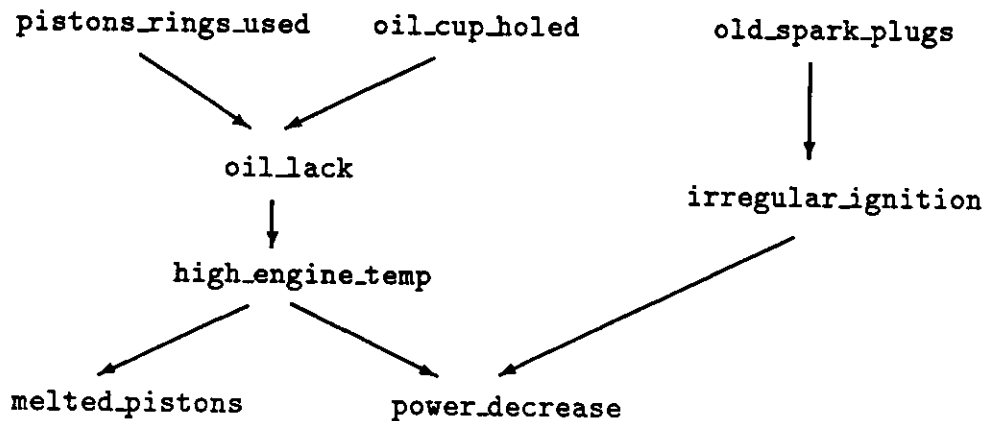 pistons_rings_used oil_cup_holed old_spark_plugs
oil_lack
irregular_ignition
high_engine_temp
melted_pistons power_decrease